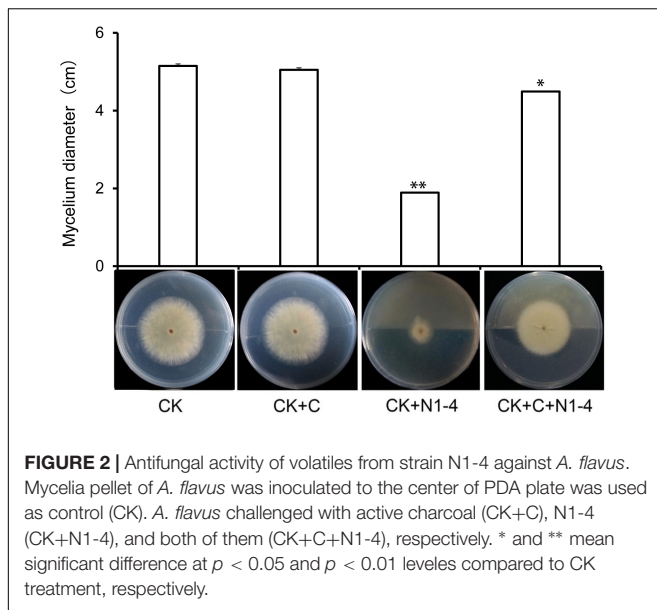 6
4
2
0
Mycelium diameter (cm)
**
*
CK
CK+C
CK+N1-4
CK+C+N1-4
FIGURE 2 | Antifungal activity of volatiles from strain N1-4 against A. flavus.
Mycelia pellet of A. flavus was inoculated to the center of PDA plate was used
as control (CK). A. flavus challenged with active charcoal (CK+C), N1-4
(CK+N1-4), and both of them (CK+C+N1-4), respectively. * and ** mean
significant difference at p < 0.05 and p < 0.01 leveles compared to CK
treatment, respectively.